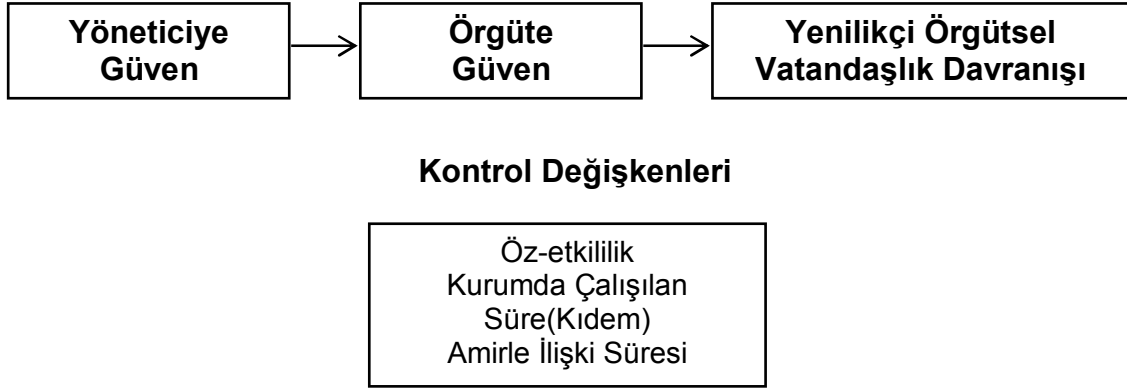 Yöneticiye
Güven
Örgüte
Güven
Yenilikçi Örgütsel
Vatandaşlık Davranışı
Kontrol Değişkenleri
Öz-etkililik
Kurumda Çalışılan
Süre(Kıdem)
Amirle İlişki Süresi